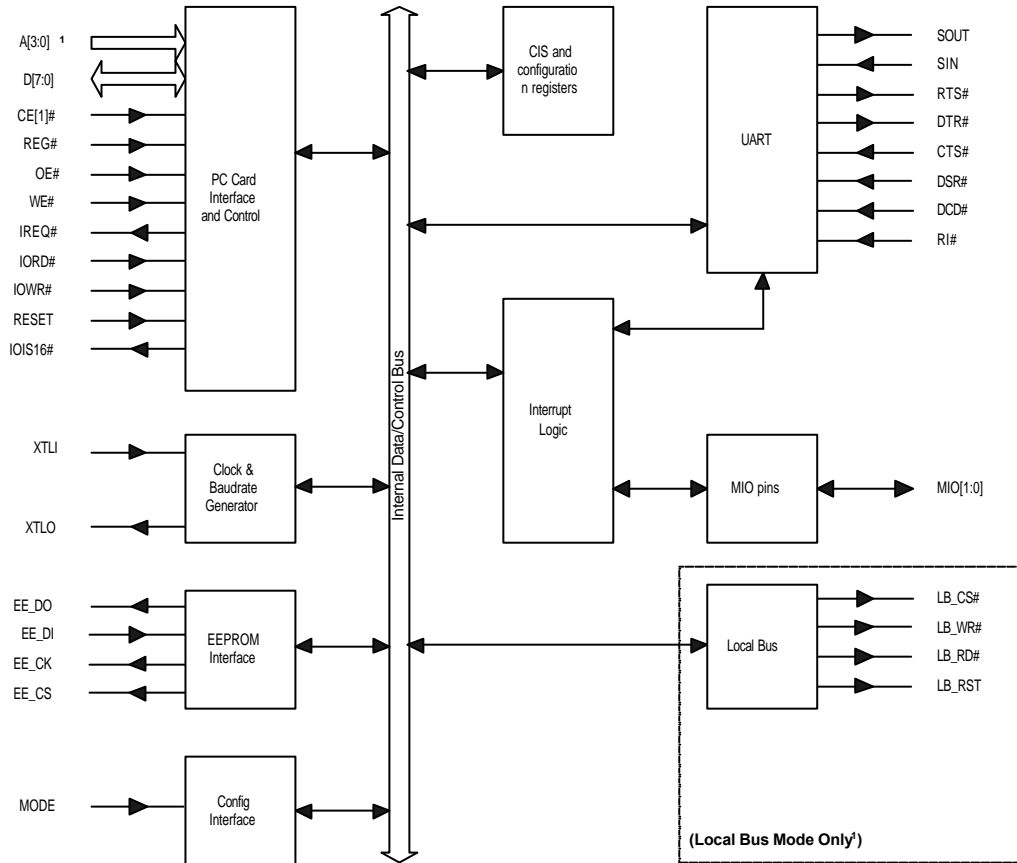 A[3:0] 1
D[7:0]
CE[1]#
REG#
OE#
WE#
IREQ#
IORD#
IOWR#
RESET
IOIS16#
PC Card
Interface
and Control
XTLI
XTLO
Clock &
Baudrate
Generator
EE_DO
EE_DI
EE_CK
EE_CS
EEPROM
Interface
MODE
Config
Interface
Internal Data/Control Bus
CIS and
configuratio
n registers
Interrupt
Logic
UART
SOUT
SIN
RTS#
DTR#
CTS#
DSR#
DCD#
RI#
MIO pins
MIO[1:0]
Local Bus
LB_CS#
LB_WR#
LB_RD#
LB_RST
(Local Bus Mode Only¹)